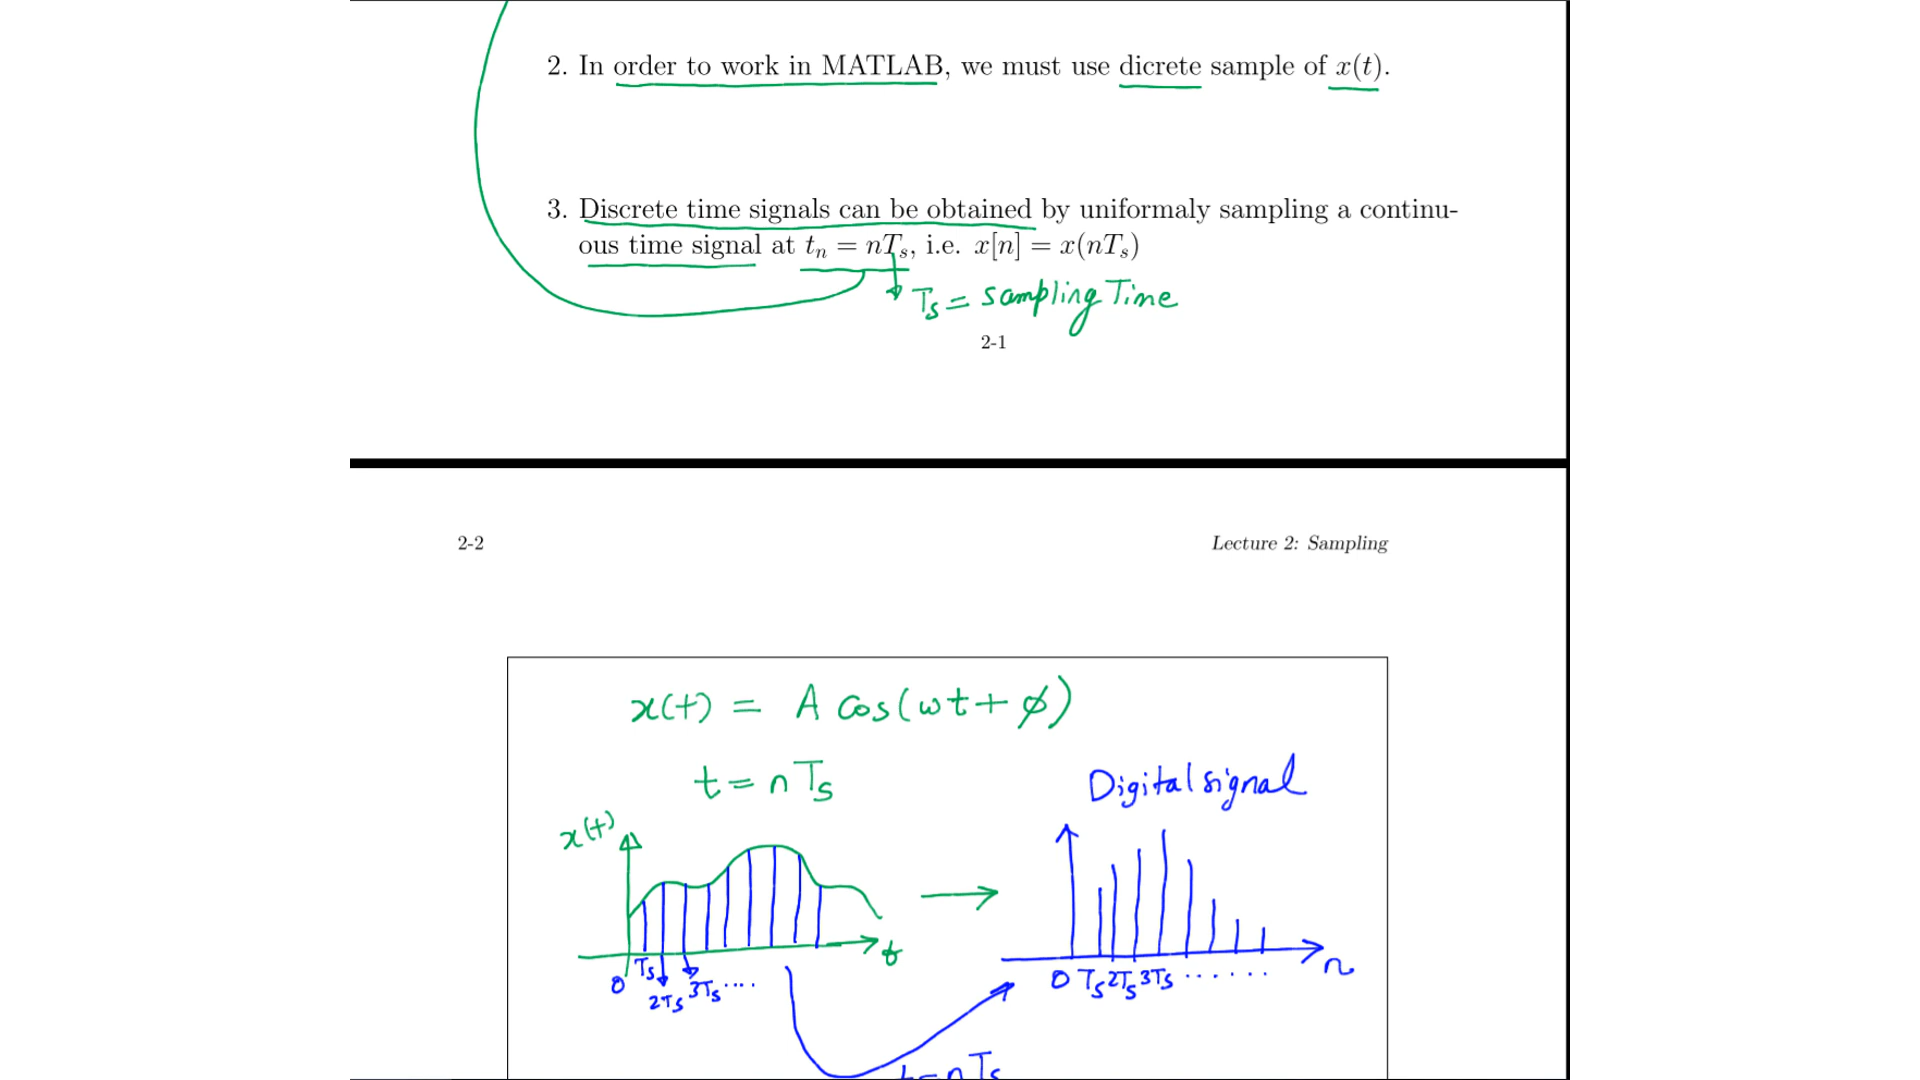 2. In order to work in MATLAB, we must use dicrete sample of x(t).
3. Discrete time signals can be obtained by uniformaly sampling a continu-
ous time signal at tₙ = nTₛ, i.e. x[n] = x(nTₛ)
Tₛ = Sampling Time
2-1
2-2
Lecture 2: Sampling
x(t) = A Cos(ωt + ϕ)
t = nTₛ
Digital signal
x(t)
t
0 Tₛ 2Tₛ 3Tₛ ....
0 Tₛ 2Tₛ 3Tₛ ......
n
t = nTₛ